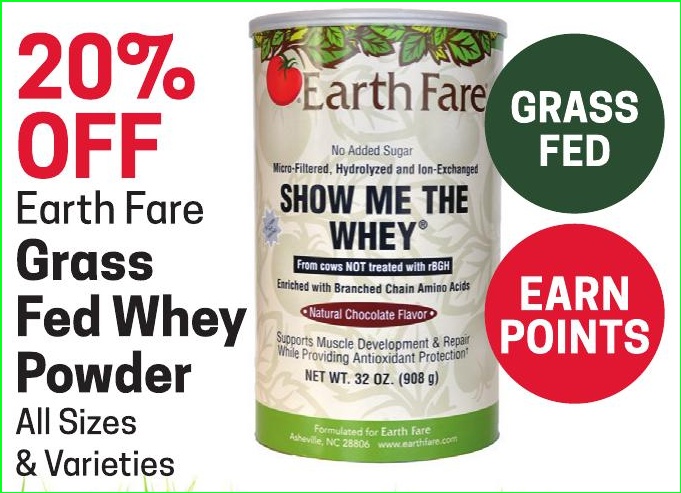 20%
OFF
Earth Fare
Grass
Fed Whey
Powder
All Sizes
& Varieties
Earth Fare®
No Added Sugar
Micro-Filtered, Hydrolyzed and Ion-Exchanged
SHOW ME THE
WHEY®
From cows NOT treated with rBGH
Enriched with Branched Chain Amino Acids
• Natural Chocolate Flavor •
Supports Muscle Development & Repair
While Providing Antioxidant Protection†
NET WT. 32 OZ. (908 g)
Formulated for Earth Fare
Asheville, NC 28806 www.earthfare.com
GRASS
FED
EARN
POINTS